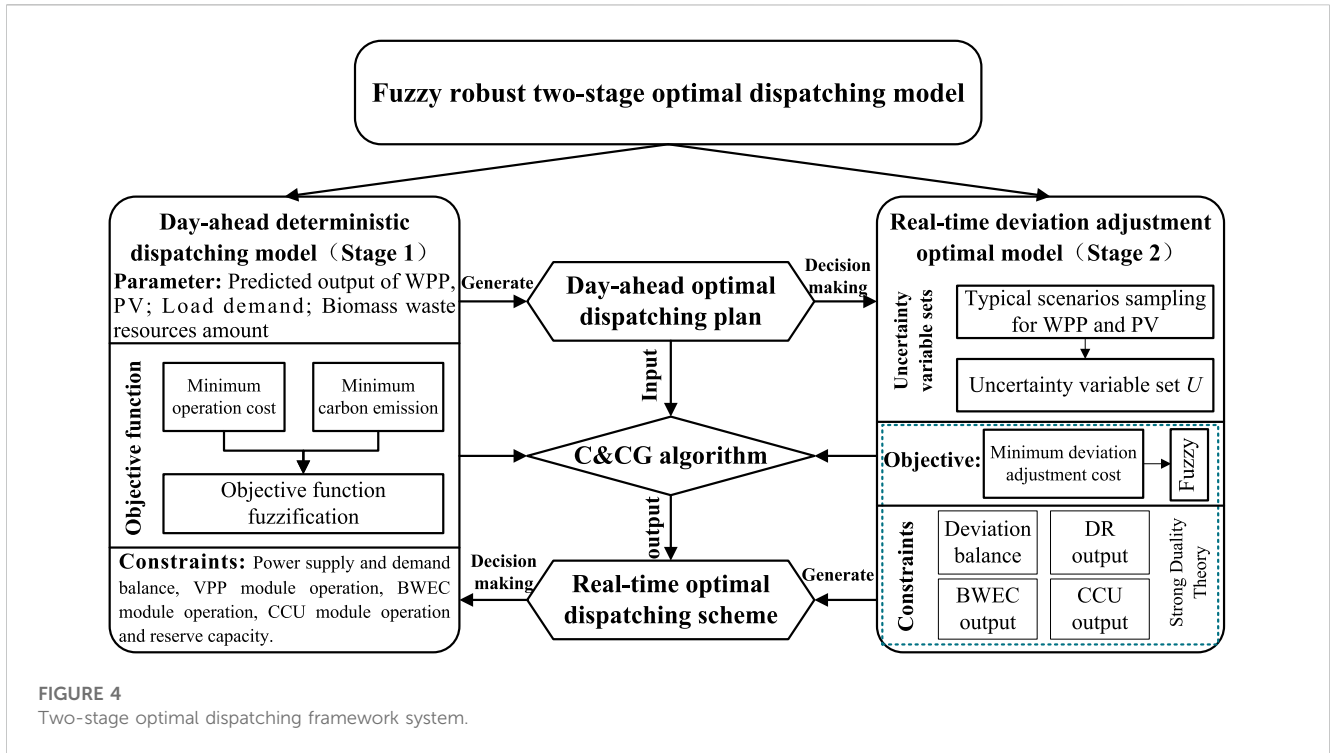 Fuzzy robust two-stage optimal dispatching model
Day-ahead deterministic
dispatching model（Stage 1）
Parameter: Predicted output of WPP,
PV; Load demand; Biomass waste
resources amount
Objective function
Minimum
operation cost
Minimum
carbon emission
Objective function
fuzzification
Constraints: Power supply and demand
balance, VPP module operation, BWEC
module operation, CCU module operation
and reserve capacity.
Generate
Day-ahead optimal
dispatching plan
Decision
making
Input
C&CG algorithm
output
Decision
making
Real-time optimal
dispatching scheme
Generate
Real-time deviation adjustment
optimal model（Stage 2）
Uncertainty
variable sets
Typical scenarios sampling
for WPP and PV
Uncertainty variable set U
Objective:
Minimum deviation
adjustment cost
Fuzzy
Constraints
Deviation
balance
DR
output
BWEC
output
CCU
output
Strong Duality
Theory
FIGURE 4
Two-stage optimal dispatching framework system.